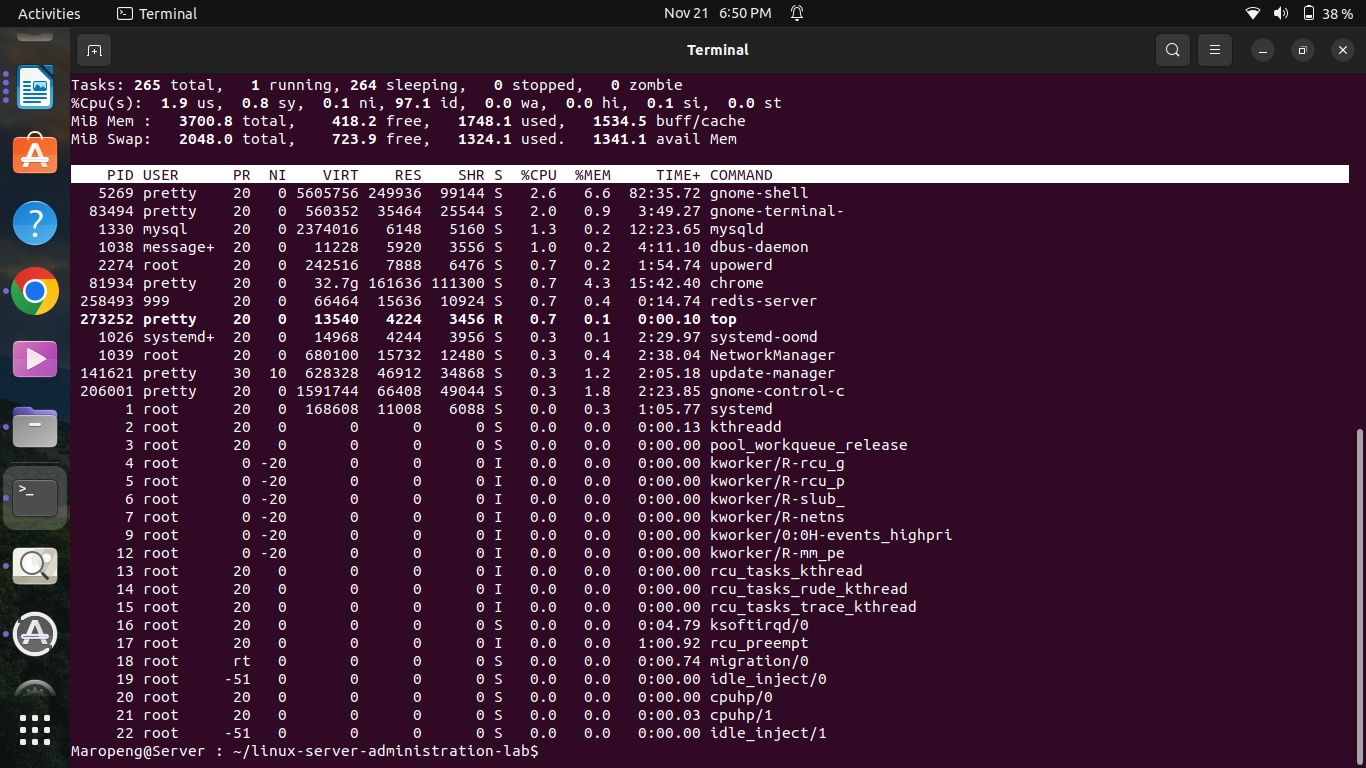 Activities Terminal Nov 21 6:50 PM 38 %
Terminal
Tasks: 265 total, 1 running, 264 sleeping, 0 stopped, 0 zombie
%Cpu(s): 1.9 us, 0.8 sy, 0.1 ni, 97.1 id, 0.0 wa, 0.0 hi, 0.1 si, 0.0 st
MiB Mem : 3700.8 total, 418.2 free, 1748.1 used, 1534.5 buff/cache
MiB Swap: 2048.0 total, 723.9 free, 1324.1 used. 1341.1 avail Mem
PID USER PR NI VIRT RES SHR S %CPU %MEM TIME+ COMMAND
5269 pretty 20 0 5605756 249936 99144 S 2.6 6.6 82:35.72 gnome-shell
83494 pretty 20 0 560352 35464 25544 S 2.0 0.9 3:49.27 gnome-terminal-
1330 mysql 20 0 2374016 6148 5160 S 1.3 0.2 12:23.65 mysqld
1038 message+ 20 0 11228 5920 3556 S 1.0 0.2 4:11.10 dbus-daemon
2274 root 20 0 242516 7888 6476 S 0.7 0.2 1:54.74 upowerd
81934 pretty 20 0 32.7g 161636 111300 S 0.7 4.3 15:42.40 chrome
258493 999 20 0 66464 15636 10924 S 0.7 0.4 0:14.74 redis-server
273252 pretty 20 0 13540 4224 3456 R 0.7 0.1 0:00.10 top
1026 systemd+ 20 0 14968 4244 3956 S 0.3 0.1 2:29.97 systemd-oomd
1039 root 20 0 680100 15732 12480 S 0.3 0.4 2:38.04 NetworkManager
141621 pretty 30 10 628328 46912 34868 S 0.3 1.2 2:05.18 update-manager
206001 pretty 20 0 1591744 66408 49044 S 0.3 1.8 2:23.85 gnome-control-c
1 root 20 0 168608 11008 6088 S 0.0 0.3 1:05.77 systemd
2 root 20 0 0 0 0 S 0.0 0.0 0:00.13 kthreadd
3 root 20 0 0 0 0 S 0.0 0.0 0:00.00 pool_workqueue_release
4 root 0 -20 0 0 0 I 0.0 0.0 0:00.00 kworker/R-rcu_g
5 root 0 -20 0 0 0 I 0.0 0.0 0:00.00 kworker/R-rcu_p
6 root 0 -20 0 0 0 I 0.0 0.0 0:00.00 kworker/R-slub_
7 root 0 -20 0 0 0 I 0.0 0.0 0:00.00 kworker/R-netns
9 root 0 -20 0 0 0 I 0.0 0.0 0:00.00 kworker/0:0H-events_highpri
12 root 0 -20 0 0 0 I 0.0 0.0 0:00.00 kworker/R-mm_pe
13 root 20 0 0 0 0 I 0.0 0.0 0:00.00 rcu_tasks_kthread
14 root 20 0 0 0 0 I 0.0 0.0 0:00.00 rcu_tasks_rude_kthread
15 root 20 0 0 0 0 I 0.0 0.0 0:00.00 rcu_tasks_trace_kthread
16 root 20 0 0 0 0 S 0.0 0.0 0:04.79 ksoftirqd/0
17 root 20 0 0 0 0 I 0.0 0.0 1:00.92 rcu_preempt
18 root rt 0 0 0 0 S 0.0 0.0 0:00.74 migration/0
19 root -51 0 0 0 0 S 0.0 0.0 0:00.00 idle_inject/0
20 root 20 0 0 0 0 S 0.0 0.0 0:00.00 cpuhp/0
21 root 20 0 0 0 0 S 0.0 0.0 0:00.03 cpuhp/1
22 root -51 0 0 0 0 S 0.0 0.0 0:00.00 idle_inject/1
Maropeng@Server : ~/linux-server-administration-lab$